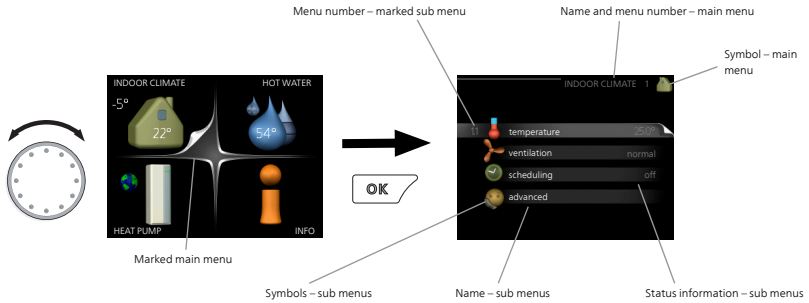 Menu number – marked sub menu
Name and menu number – main menu
Symbol – main
menu
INDOOR CLIMATE
HOT WATER
-5°
22°
54°
HEAT PUMP
INFO
Marked main menu
OK
INDOOR CLIMATE 1
1.1 temperature 25.0°
ventilation normal
scheduling off
advanced
Symbols – sub menus
Name – sub menus
Status information – sub menus